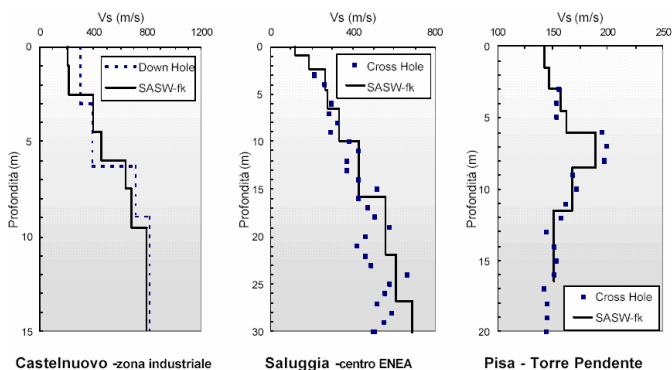 Vs (m/s)
0 400 800 1200
0
5
10
15
Profondità (m)
Down Hole
SASW-fk
Castelnuovo -zona industriale
Vs (m/s)
0 200 400 600 800
0
5
10
15
20
25
30
Profondità (m)
Cross Hole
SASW-fk
Saluggia -centro ENEA
Vs (m/s)
100 150 200 250
0
5
10
15
20
Profondità (m)
Cross Hole
SASW-fk
Pisa - Torre Pendente